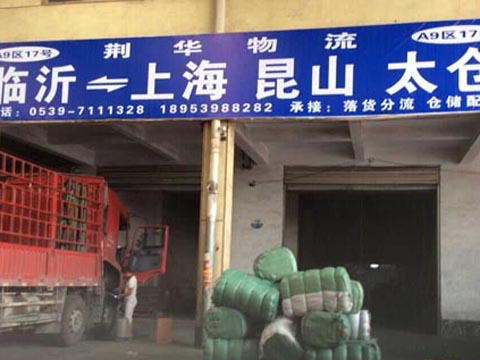 A9区17号 荆华物流 A9区17
临沂⇌上海 昆山 太仓
话: 0539-7111328 18953988282 承接: 落货分流 仓储配